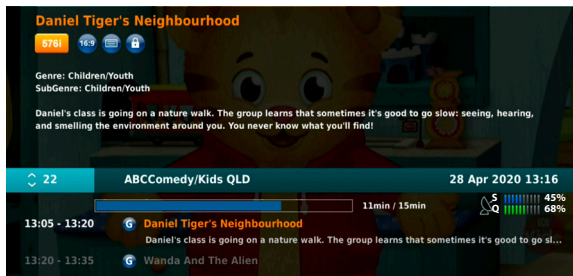 Daniel Tiger's Neighbourhood
576i 16:9
Genre: Children/Youth
SubGenre: Children/Youth
Daniel's class is going on a nature walk. The group learns that sometimes it's good to go slow: seeing, hearing,
and smelling the environment around you. You never know what you'll find!
22 ABCComedy/Kids QLD 28 Apr 2020 13:16
11min / 15min S 45%
Q 68%
13:05 - 13:20 G Daniel Tiger's Neighbourhood
Daniel's class is going on a nature walk. The group learns that sometimes it's good to go sl...
13:20 - 13:35 G Wanda And The Alien